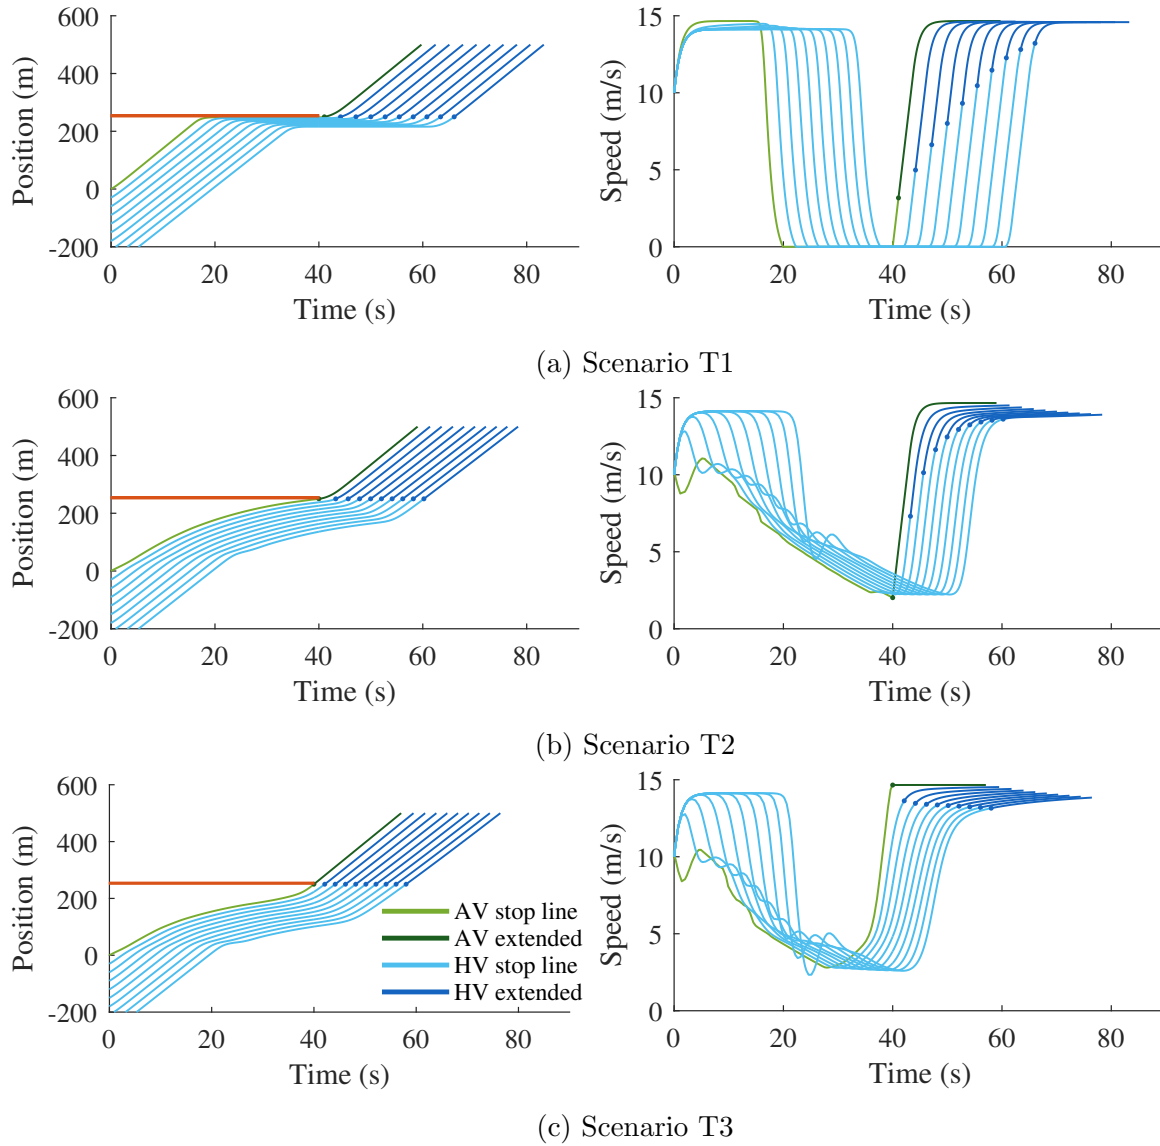 600
400
200
0
-200
Position (m)
0 20 40 60 80
Time (s)
15
10
5
0
Speed (m/s)
0 20 40 60 80
Time (s)
(a) Scenario T1
600
400
200
0
-200
Position (m)
0 20 40 60 80
Time (s)
15
10
5
0
Speed (m/s)
0 20 40 60 80
Time (s)
(b) Scenario T2
600
400
200
0
-200
Position (m)
0 20 40 60 80
Time (s)
AV stop line
AV extended
HV stop line
HV extended
15
10
5
0
Speed (m/s)
0 20 40 60 80
Time (s)
(c) Scenario T3